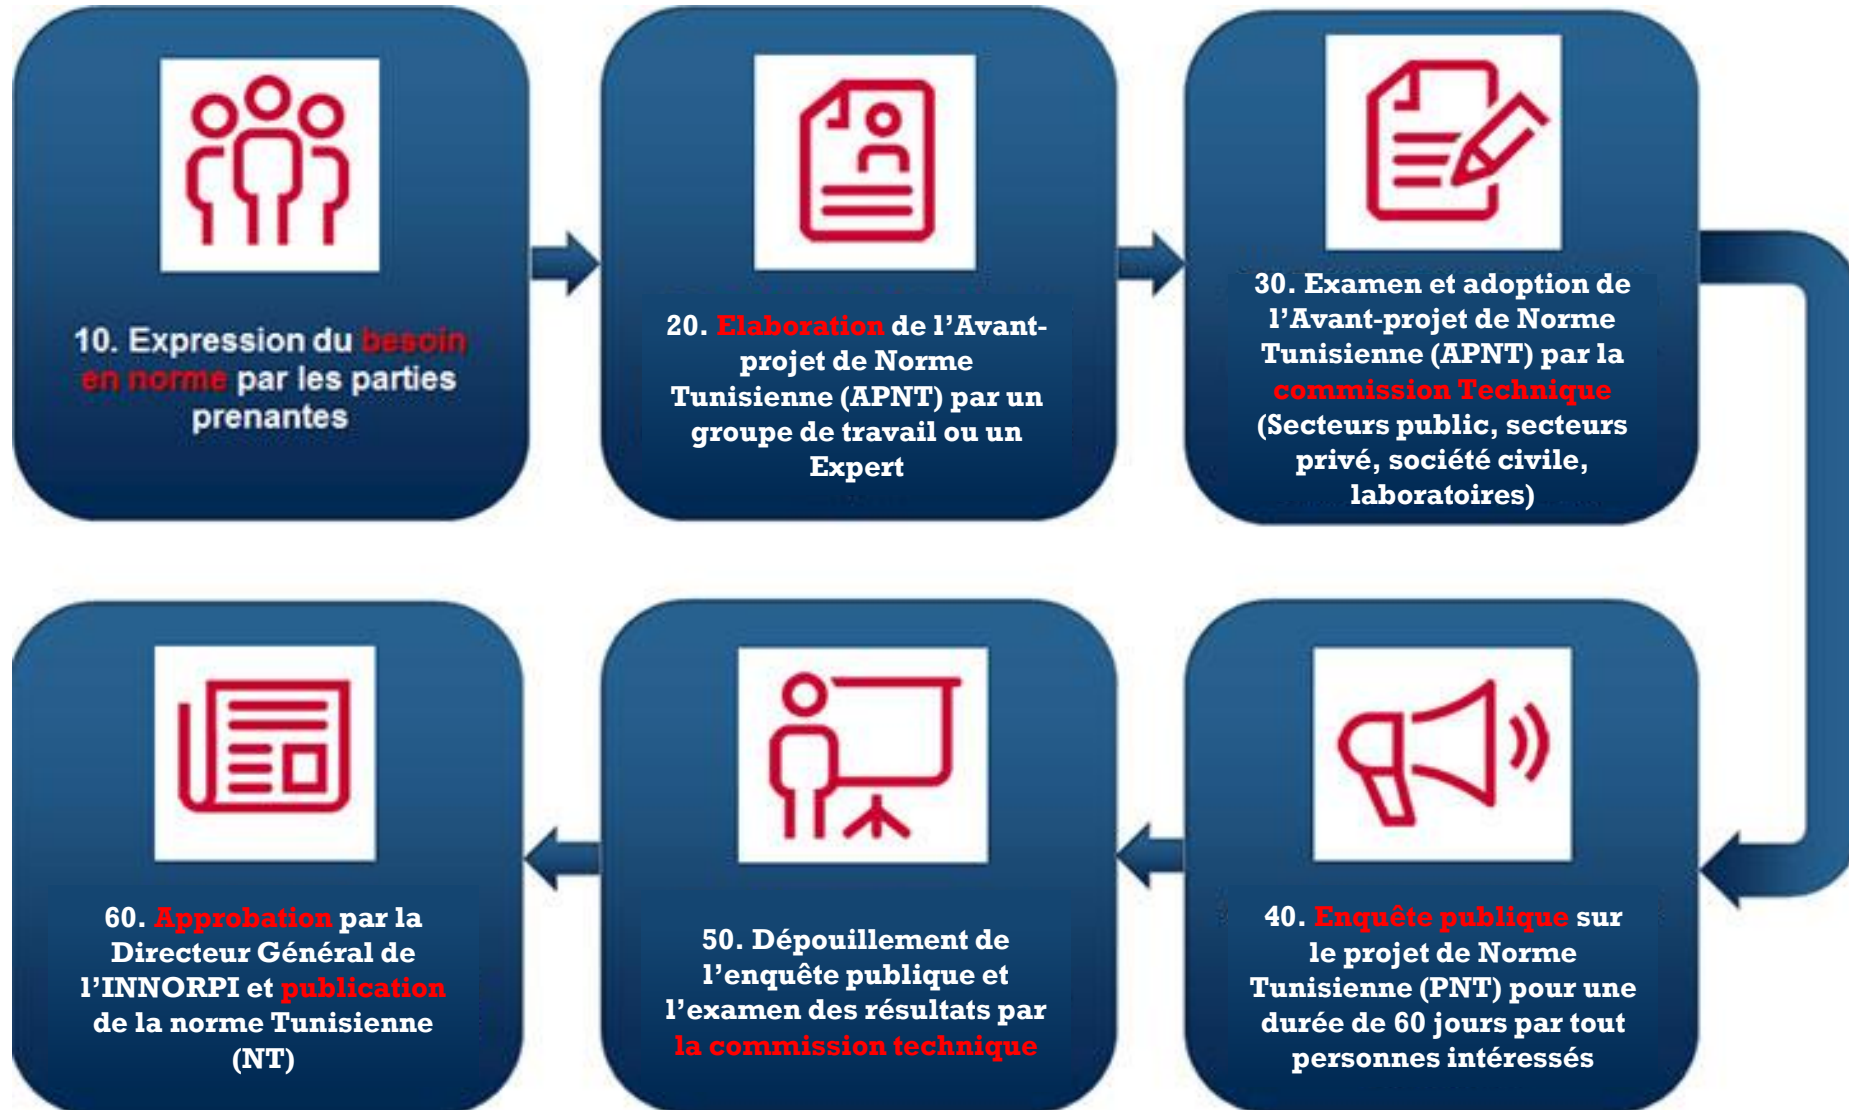 10. Expression du besoin
en norme par les parties
prenantes
20. Elaboration de l’Avant-
projet de Norme
Tunisienne (APNT) par un
groupe de travail ou un
Expert
30. Examen et adoption de
l’Avant-projet de Norme
Tunisienne (APNT) par la
commission Technique
(Secteurs public, secteurs
privé, société civile,
laboratoires)
40. Enquête publique sur
le projet de Norme
Tunisienne (PNT) pour une
durée de 60 jours par tout
personnes intéressés
50. Dépouillement de
l’enquête publique et
l’examen des résultats par
la commission technique
60. Approbation par la
Directeur Général de
l’INNORPI et publication
de la norme Tunisienne
(NT)